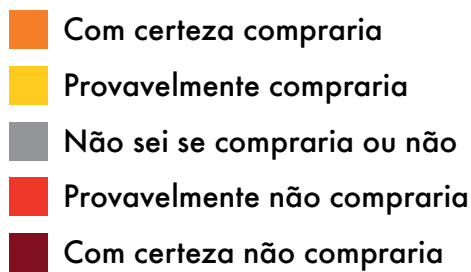 Com certeza compraria
Provavelmente compraria
Não sei se compraria ou não
Provavelmente não compraria
Com certeza não compraria